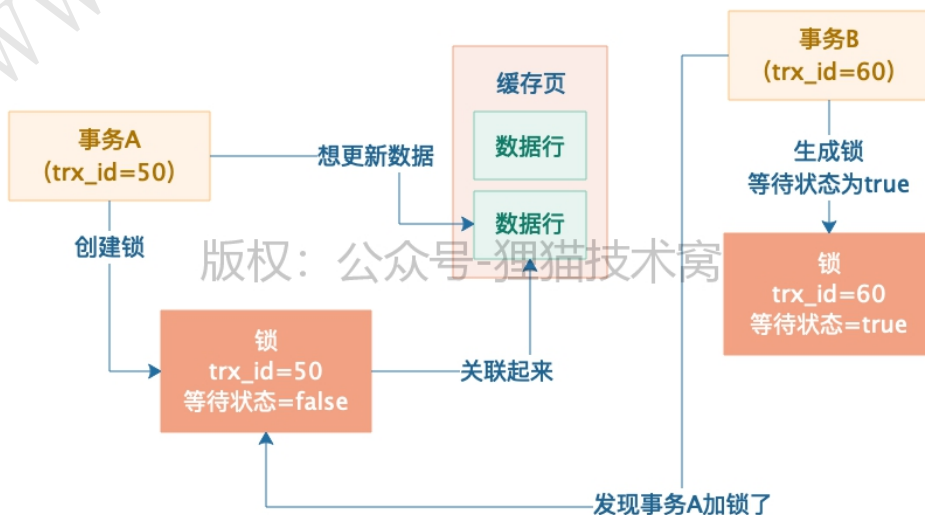 事务B
(trx_id=60)
缓存页
事务A
(trx_id=50)
想更新数据
数据行
生成锁
等待状态为true
数据行
创建锁
版权：公众号-狸猫技术窝
锁
trx_id=60
等待状态=true
锁
trx_id=50
等待状态=false
关联起来
发现事务A加锁了